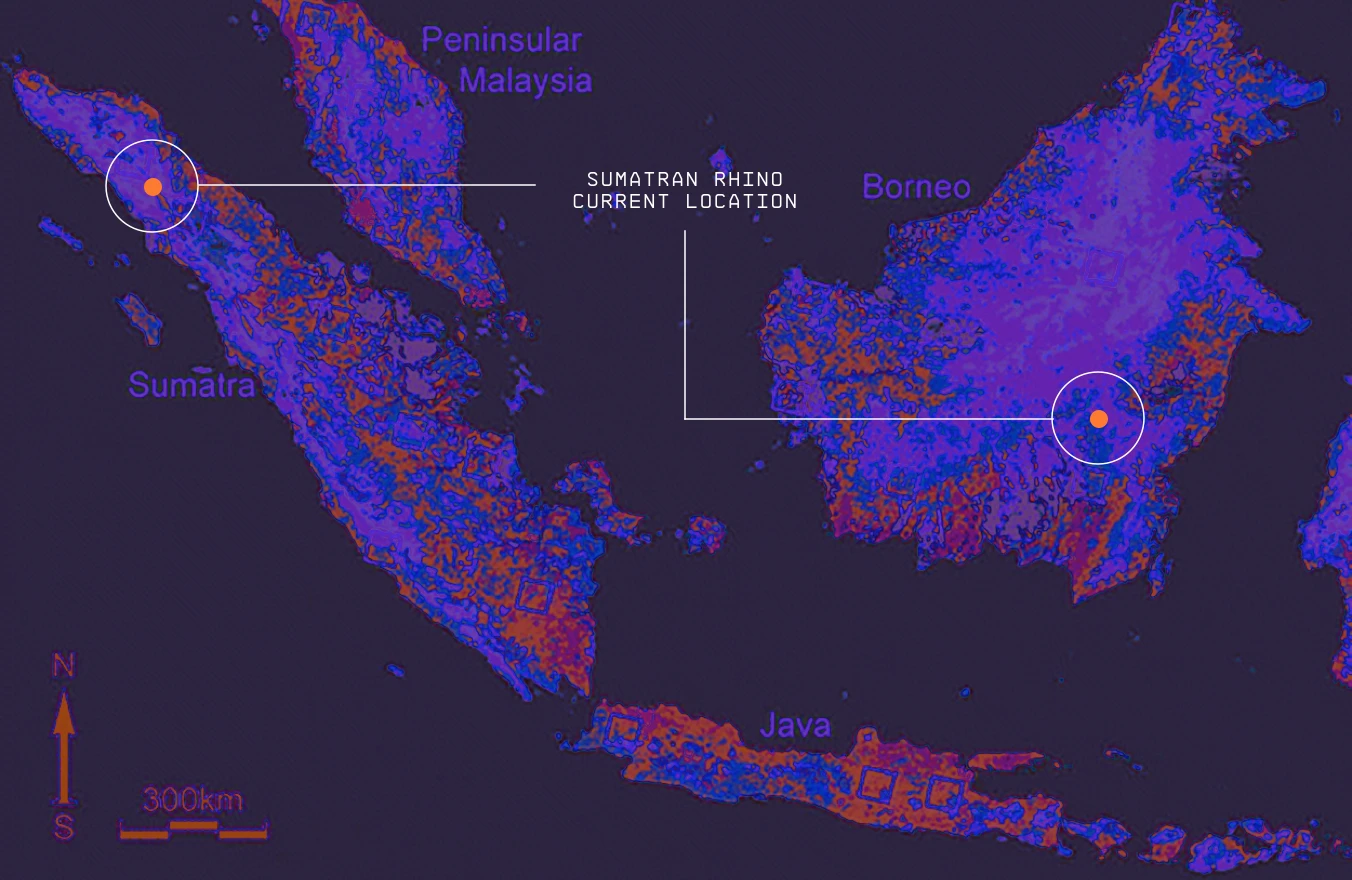 Peninsular
Malaysia
SUMATRAN RHINO
CURRENT LOCATION
Borneo
Sumatra
N
S
300km
Java